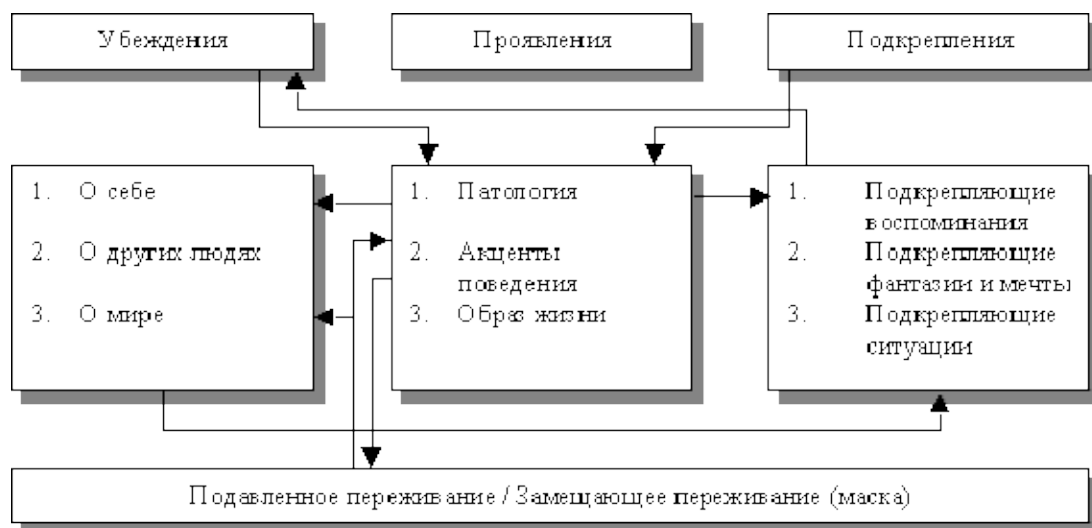 Убеждения
Проявления
Подкрепления
1. О себе
2. О других людях
3. О мире
1. Патология
2. Акценты
поведения
3. Образ жизни
1. Подкрепляющие
воспоминания
2. Подкрепляющие
фантазии и мечты
3. Подкрепляющие
ситуации
Подавленное переживание / Замещающее переживание (маска)